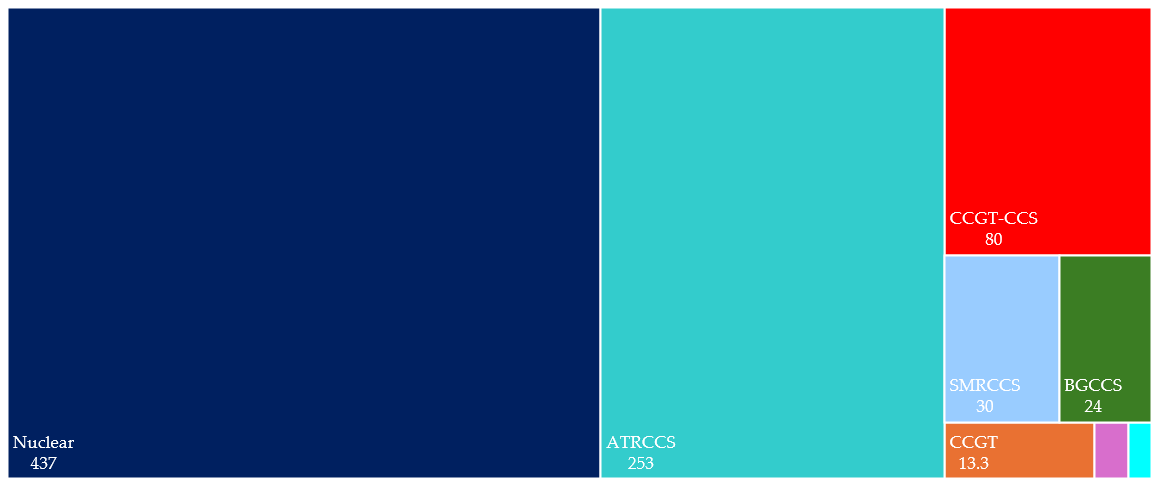 Nuclear
437
ATRCCS
253
CCGT-CCS
80
SMRCCS
30
BGCCS
24
CCGT
13.3